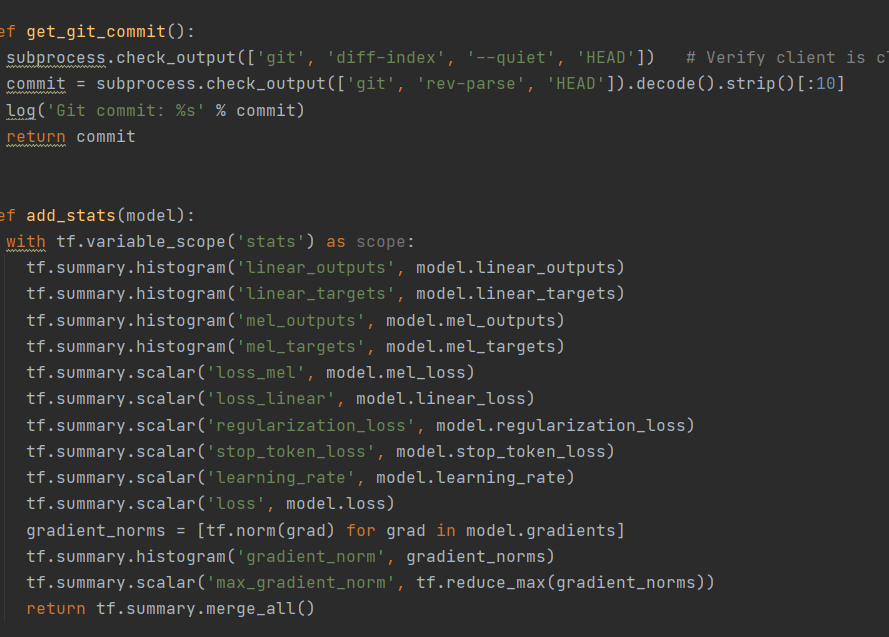 ef get_git_commit():
subprocess.check_output(['git', 'diff-index', '--quiet', 'HEAD'])   # Verify client is cl
commit = subprocess.check_output(['git', 'rev-parse', 'HEAD']).decode().strip()[:10]
log('Git commit: %s' % commit)
return commit
ef add_stats(model):
with tf.variable_scope('stats') as scope:
tf.summary.histogram('linear_outputs', model.linear_outputs)
tf.summary.histogram('linear_targets', model.linear_targets)
tf.summary.histogram('mel_outputs', model.mel_outputs)
tf.summary.histogram('mel_targets', model.mel_targets)
tf.summary.scalar('loss_mel', model.mel_loss)
tf.summary.scalar('loss_linear', model.linear_loss)
tf.summary.scalar('regularization_loss', model.regularization_loss)
tf.summary.scalar('stop_token_loss', model.stop_token_loss)
tf.summary.scalar('learning_rate', model.learning_rate)
tf.summary.scalar('loss', model.loss)
gradient_norms = [tf.norm(grad) for grad in model.gradients]
tf.summary.histogram('gradient_norm', gradient_norms)
tf.summary.scalar('max_gradient_norm', tf.reduce_max(gradient_norms))
return tf.summary.merge_all()